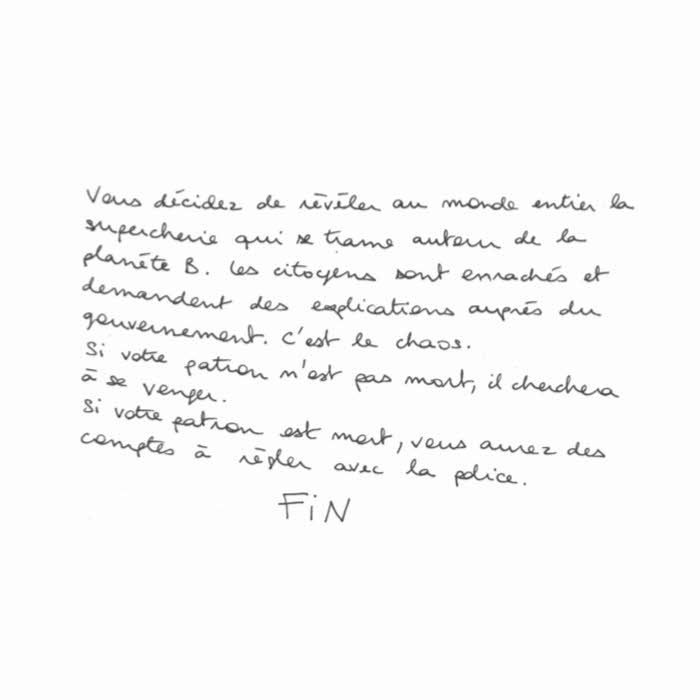 Vous décidez de révéler au monde entier la
supercherie qui se trame autour de la
planète B. Les citoyens sont enrachés et
demandent des explications auprès du
gouvernement. C'est le chaos.
Si votre patron n'est pas mort, il cherchera
à se venger.
Si votre patron est mort, vous aurez des
comptes à régler avec la police.
FiN